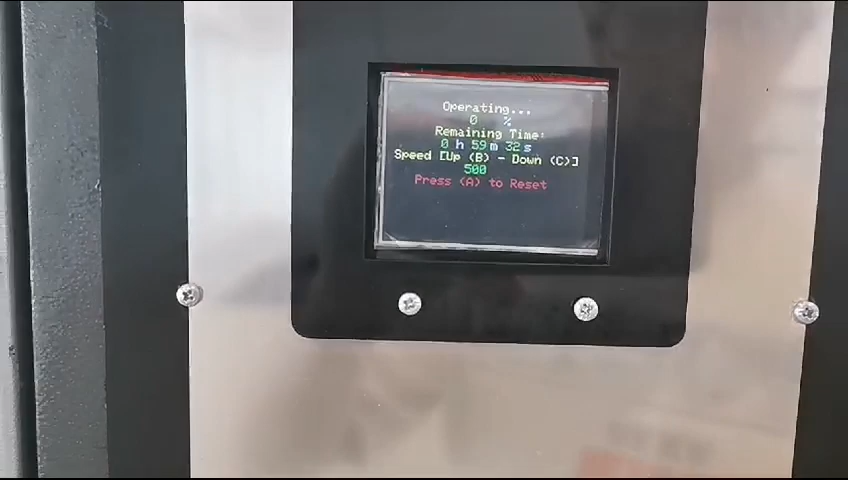 Operating...
0 %
Remaining Time:
0 h 59 m 32 s
Speed [Up (B) - Down (C)]
500
Press (A) to Reset